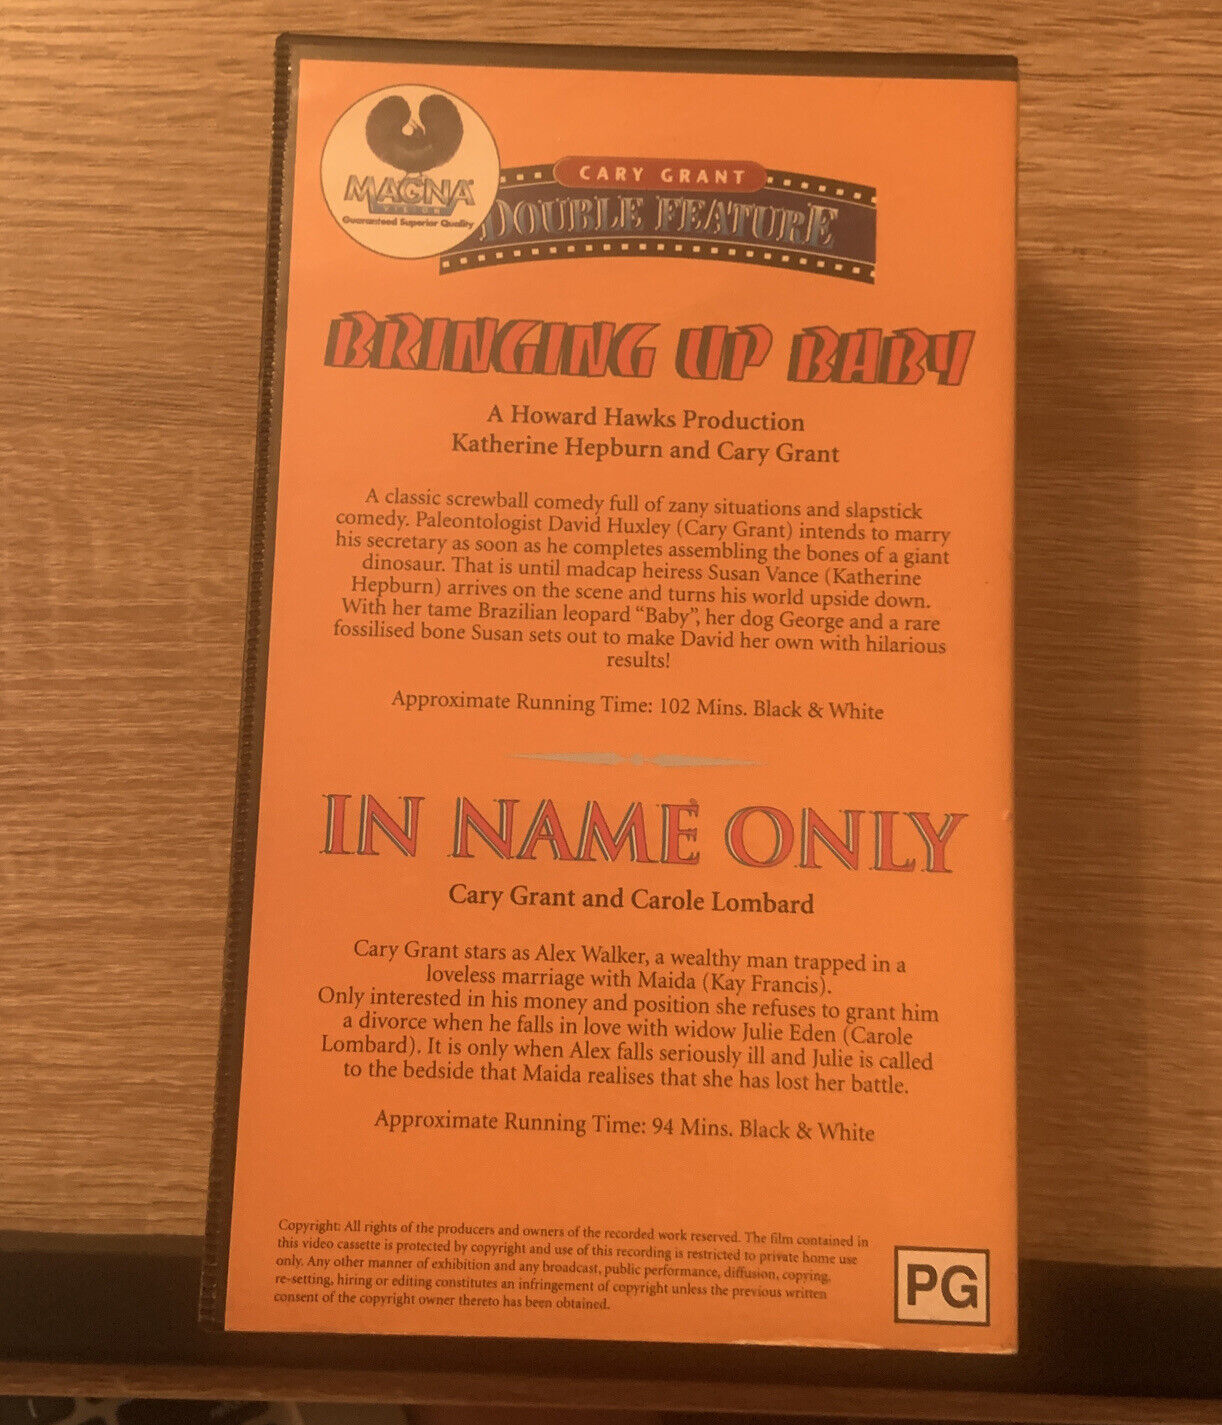 MAGNA
VISION
Guaranteed Superior Quality
CARY GRANT
DOUBLE FEATURE
BRINGING UP BABY
A Howard Hawks Production
Katherine Hepburn and Cary Grant
A classic screwball comedy full of zany situations and slapstick
comedy. Paleontologist David Huxley (Cary Grant) intends to marry
his secretary as soon as he completes assembling the bones of a giant
dinosaur. That is until madcap heiress Susan Vance (Katherine
Hepburn) arrives on the scene and turns his world upside down.
With her tame Brazilian leopard “Baby”, her dog George and a rare
fossilised bone Susan sets out to make David her own with hilarious
results!
Approximate Running Time: 102 Mins. Black & White
IN NAME ONLY
Cary Grant and Carole Lombard
Cary Grant stars as Alex Walker, a wealthy man trapped in a
loveless marriage with Maida (Kay Francis).
Only interested in his money and position she refuses to grant him
a divorce when he falls in love with widow Julie Eden (Carole
Lombard). It is only when Alex falls seriously ill and Julie is called
to the bedside that Maida realises that she has lost her battle.
Approximate Running Time: 94 Mins. Black & White
Copyright: All rights of the producers and owners of the recorded work reserved. The film contained in
this video cassette is protected by copyright and use of this recording is restricted to private home use
only. Any other manner of exhibition and any broadcast, public performance, diffusion, copying,
re-setting, hiring or editing constitutes an infringement of copyright unless the previous written
consent of the copyright owner thereto has been obtained.
PG